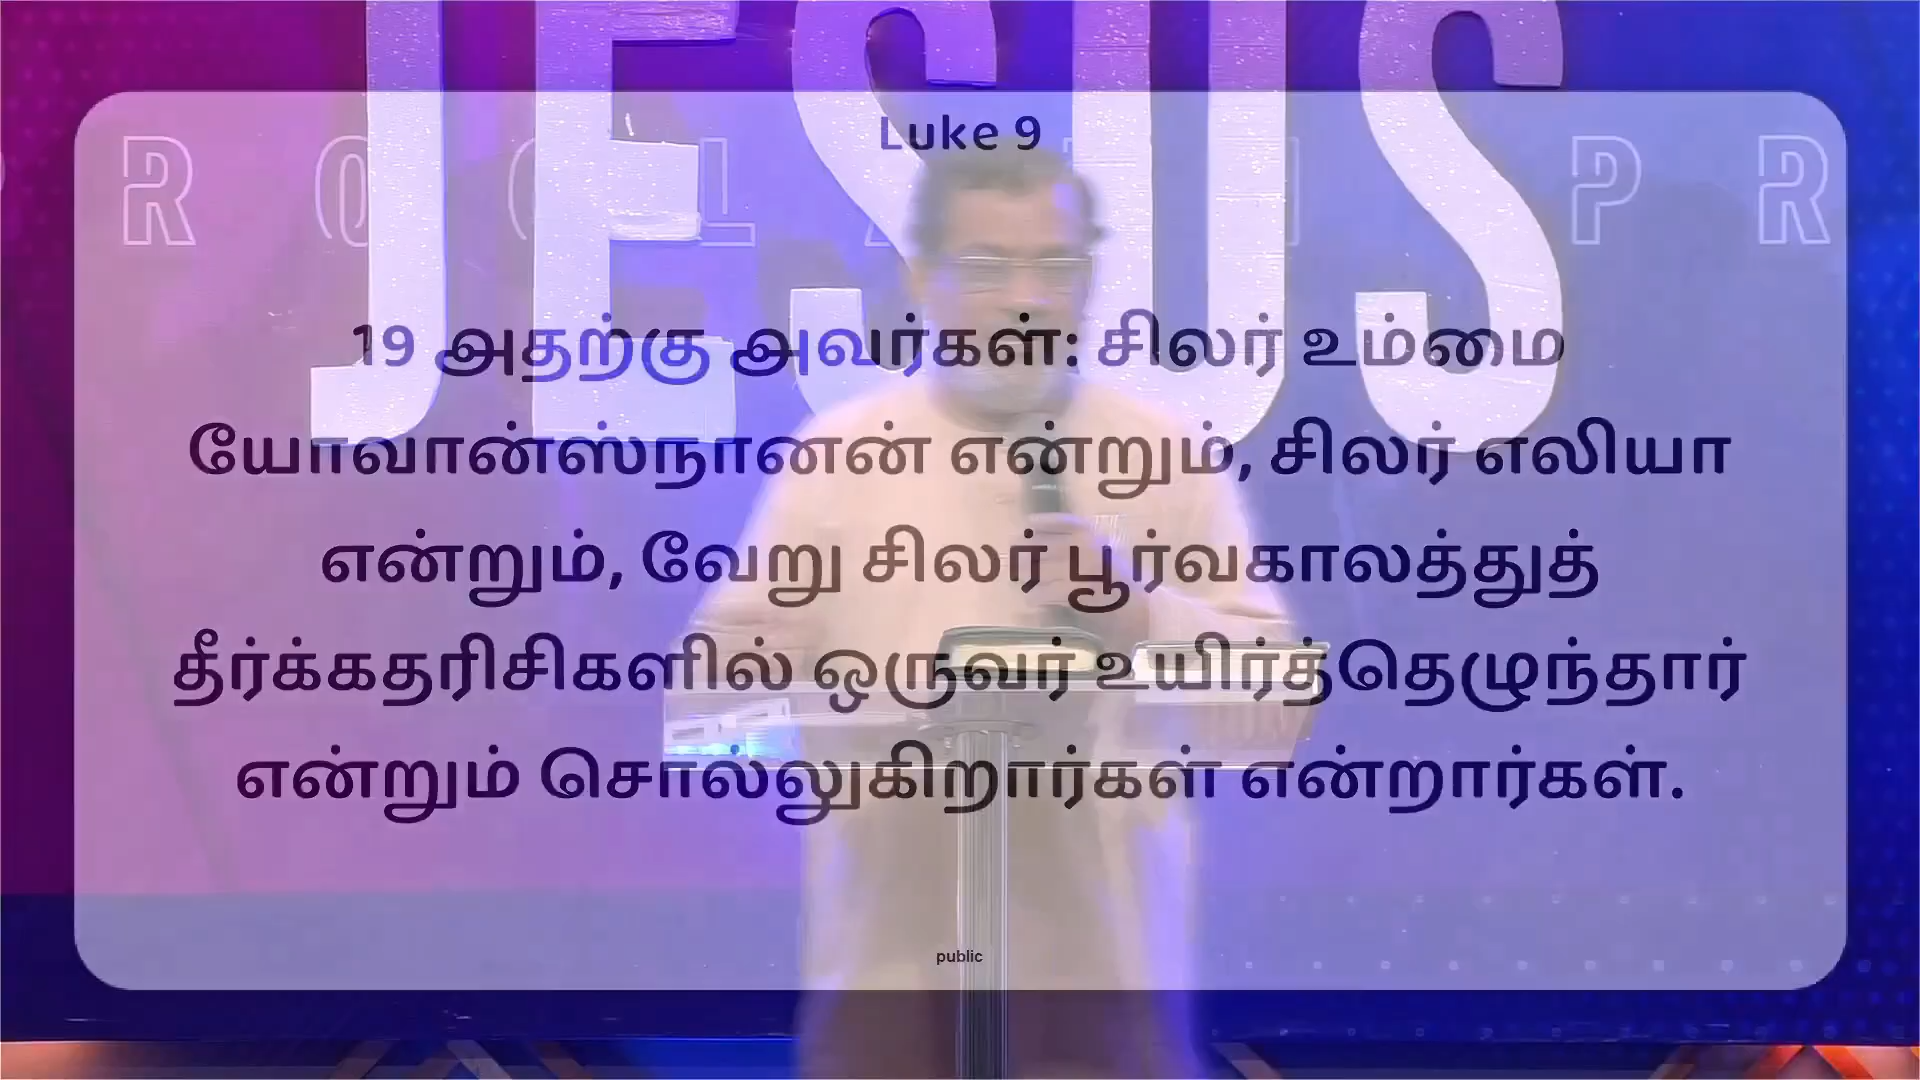 JESUS
Luke 9
R O L P R
19 அதற்கு அவர்கள்: சிலர் உம்மை
யோவான்ஸ்நானன் என்றும், சிலர் எலியா
என்றும், வேறு சிலர் பூர்வகாலத்துத்
தீர்க்கதரிசிகளில் ஒருவர் உயிர்த்தெழுந்தார்
என்றும் சொல்லுகிறார்கள் என்றார்கள்.
public